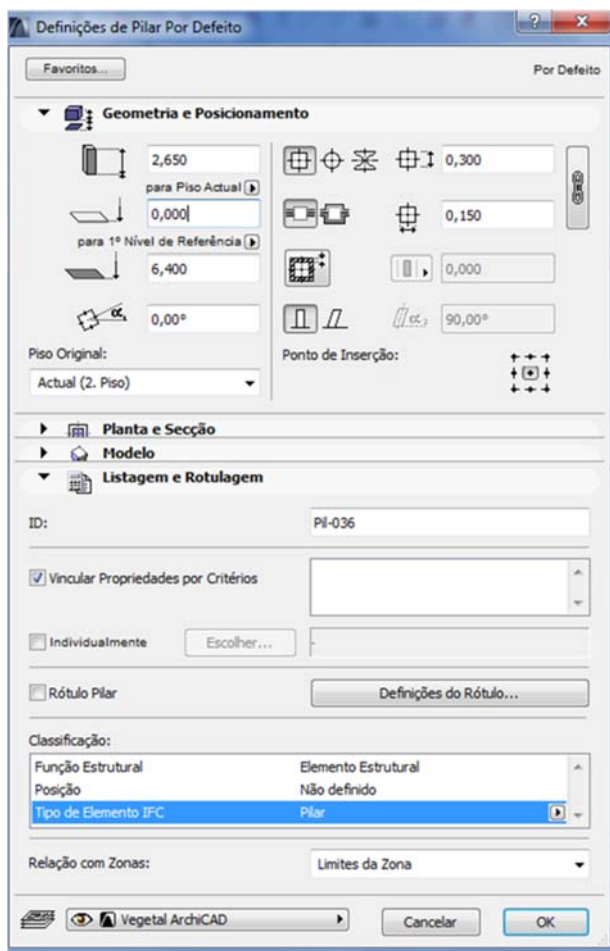 Definições de Pilar Por Defeito
Favoritos...
Por Defeito
Geometria e Posicionamento
2,650
0,300
para Piso Actual
0,000
0,150
para 1º Nível de Referência
6,400
0,000
α₁
0,00º
α₂
90,00º
Piso Original:
Ponto de Inserção:
Actual (2. Piso)
Planta e Secção
Modelo
Listagem e Rotulagem
ID:
Pil-036
Vincular Propriedades por Critérios
Individualmente
Escolher...
-
Rótulo Pilar
Definições do Rótulo...
Classificação:
Função Estrutural Elemento Estrutural
Posição Não definido
Tipo de Elemento IFC Pilar
Relação com Zonas:
Limites da Zona
Vegetal ArchiCAD
Cancelar
OK